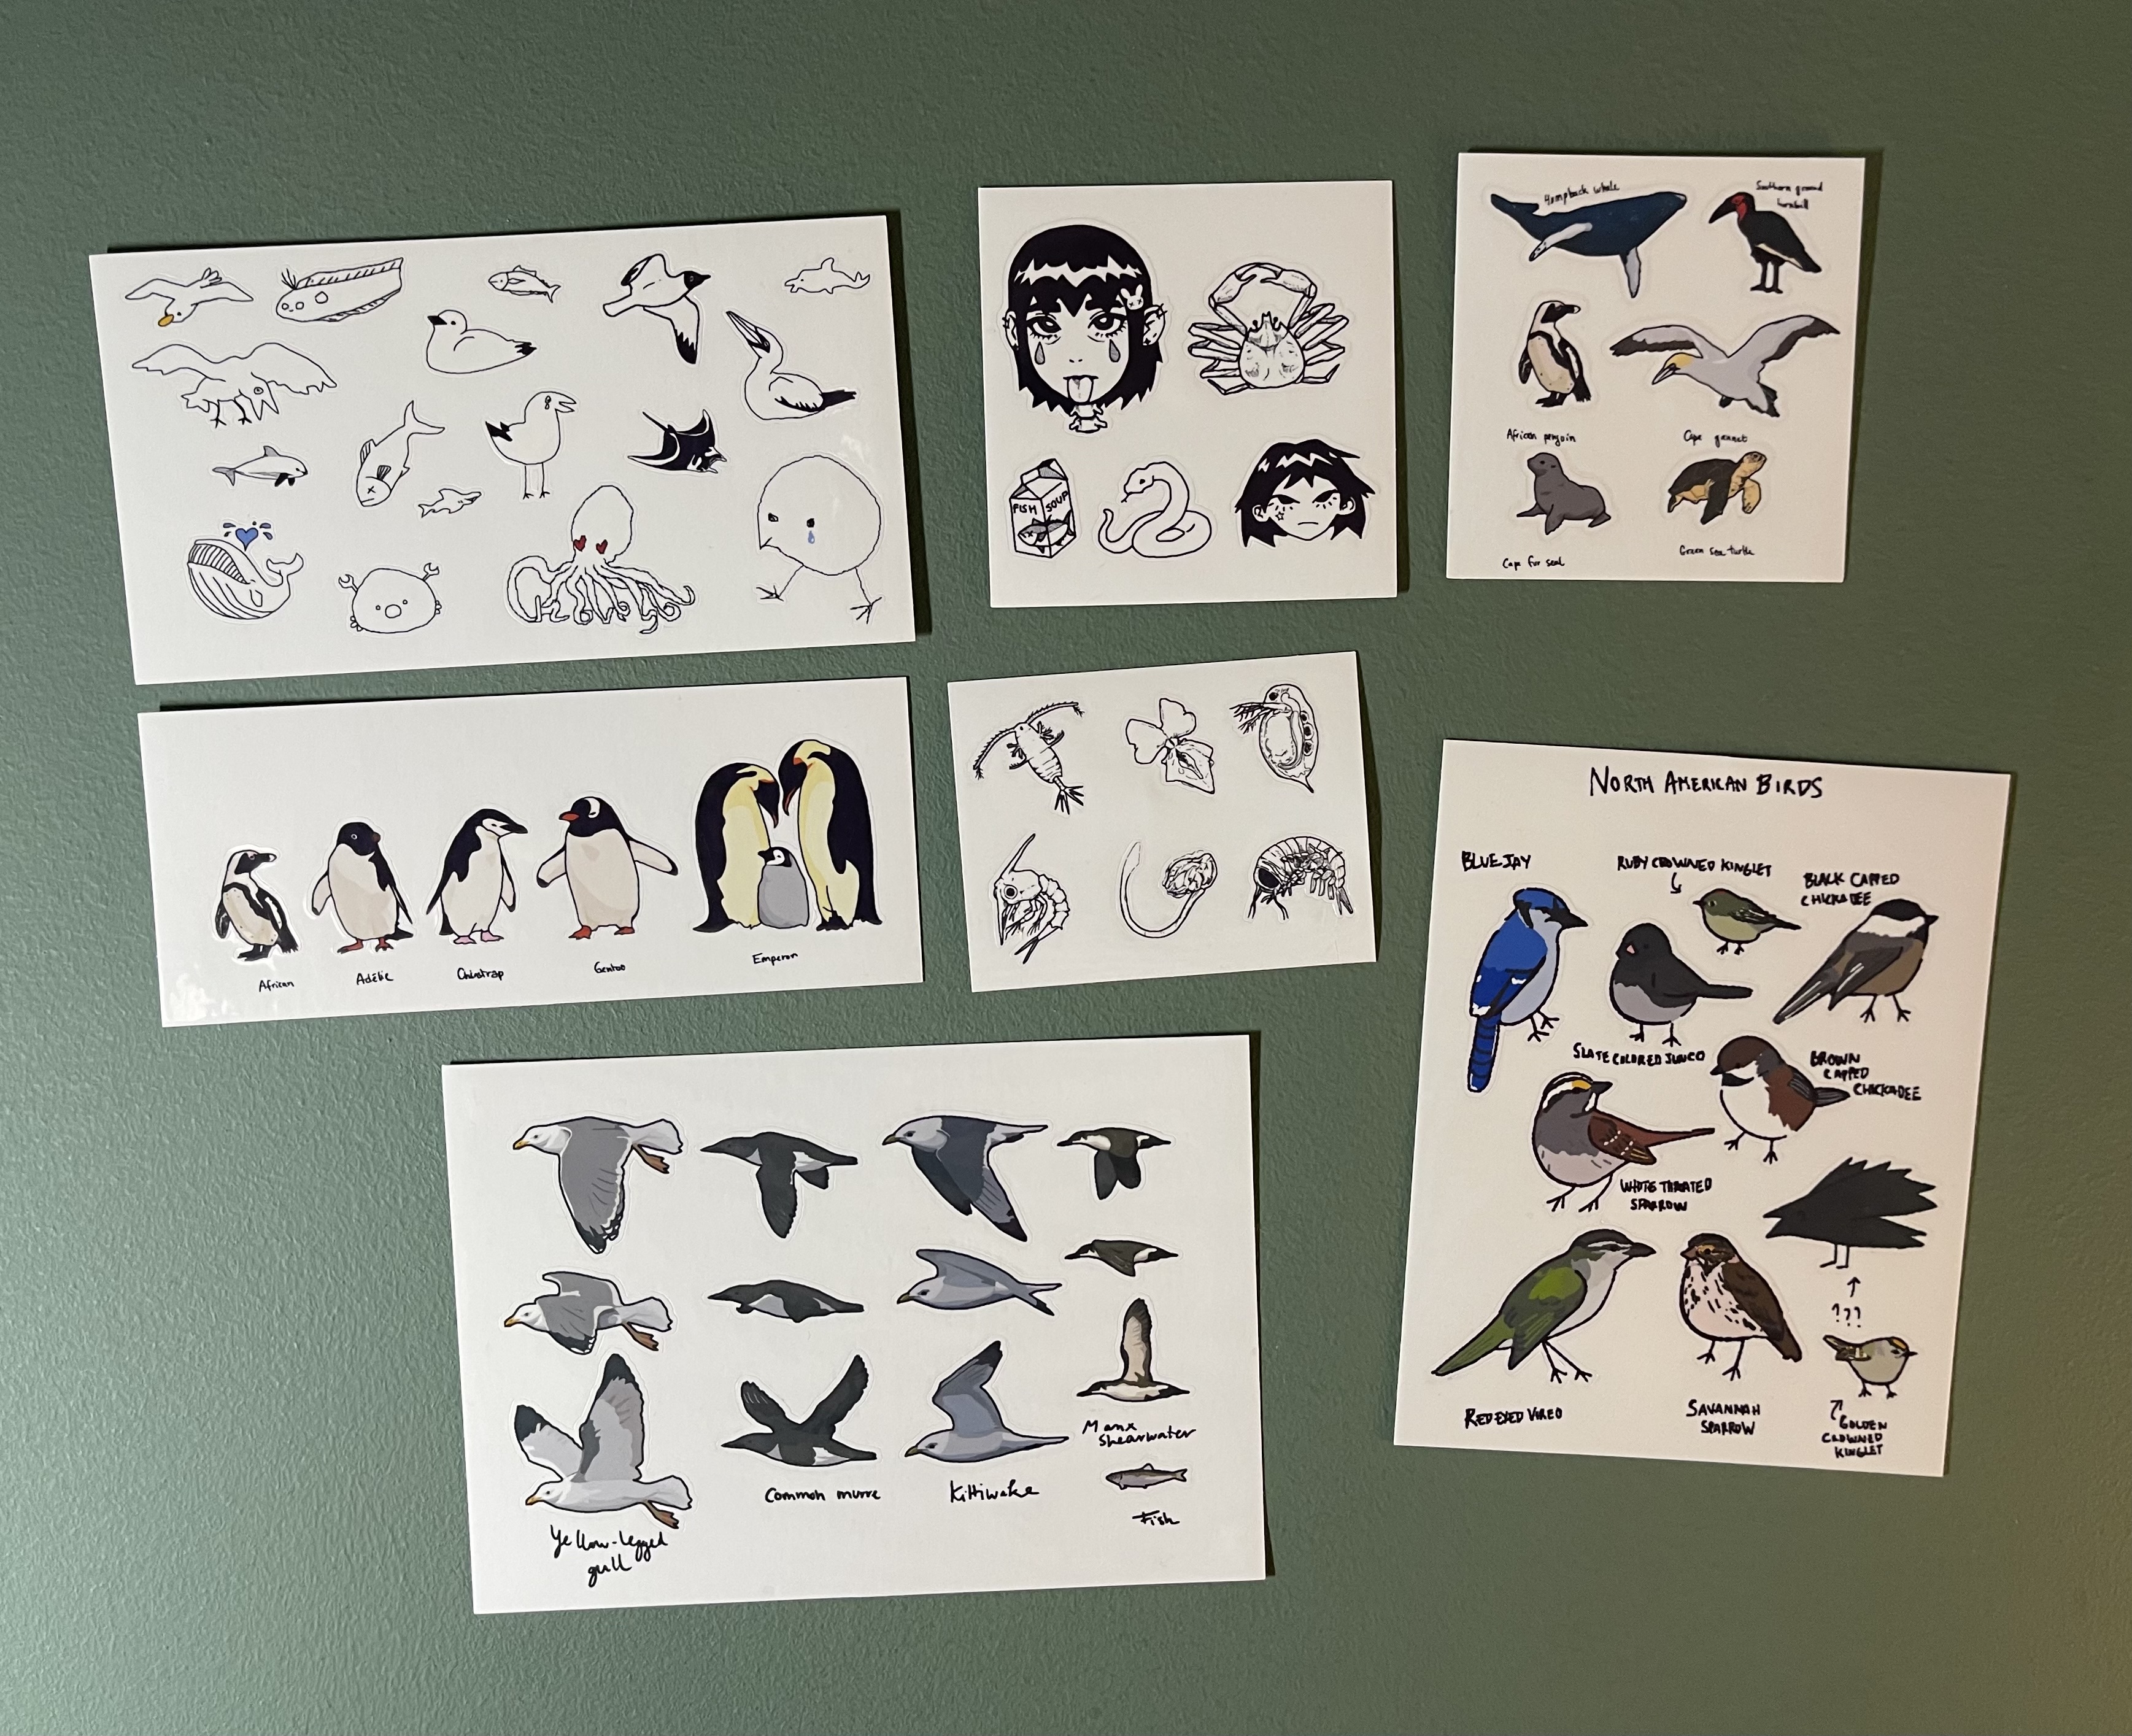 FISH SOUP
Humpback whale
Southern ground
hornbill
African penguin
Cape gannet
Cape fur seal
Green sea turtle
African
Adélie
Chinstrap
Gentoo
Emperor
NORTH AMERICAN BIRDS
BLUE JAY
RUBY CROWNED KINGLET
BLACK CAPPED
CHICKADEE
SLATE COLORED JUNCO
BROWN
CAPPED
CHICKADEE
WHITE THROATED
SPARROW
???
RED EYED VIREO
SAVANNAH
SPARROW
GOLDEN
CROWNED
KINGLET
Yellow-legged
gull
Common murre
Kittiwake
Manx
Shearwater
Fish